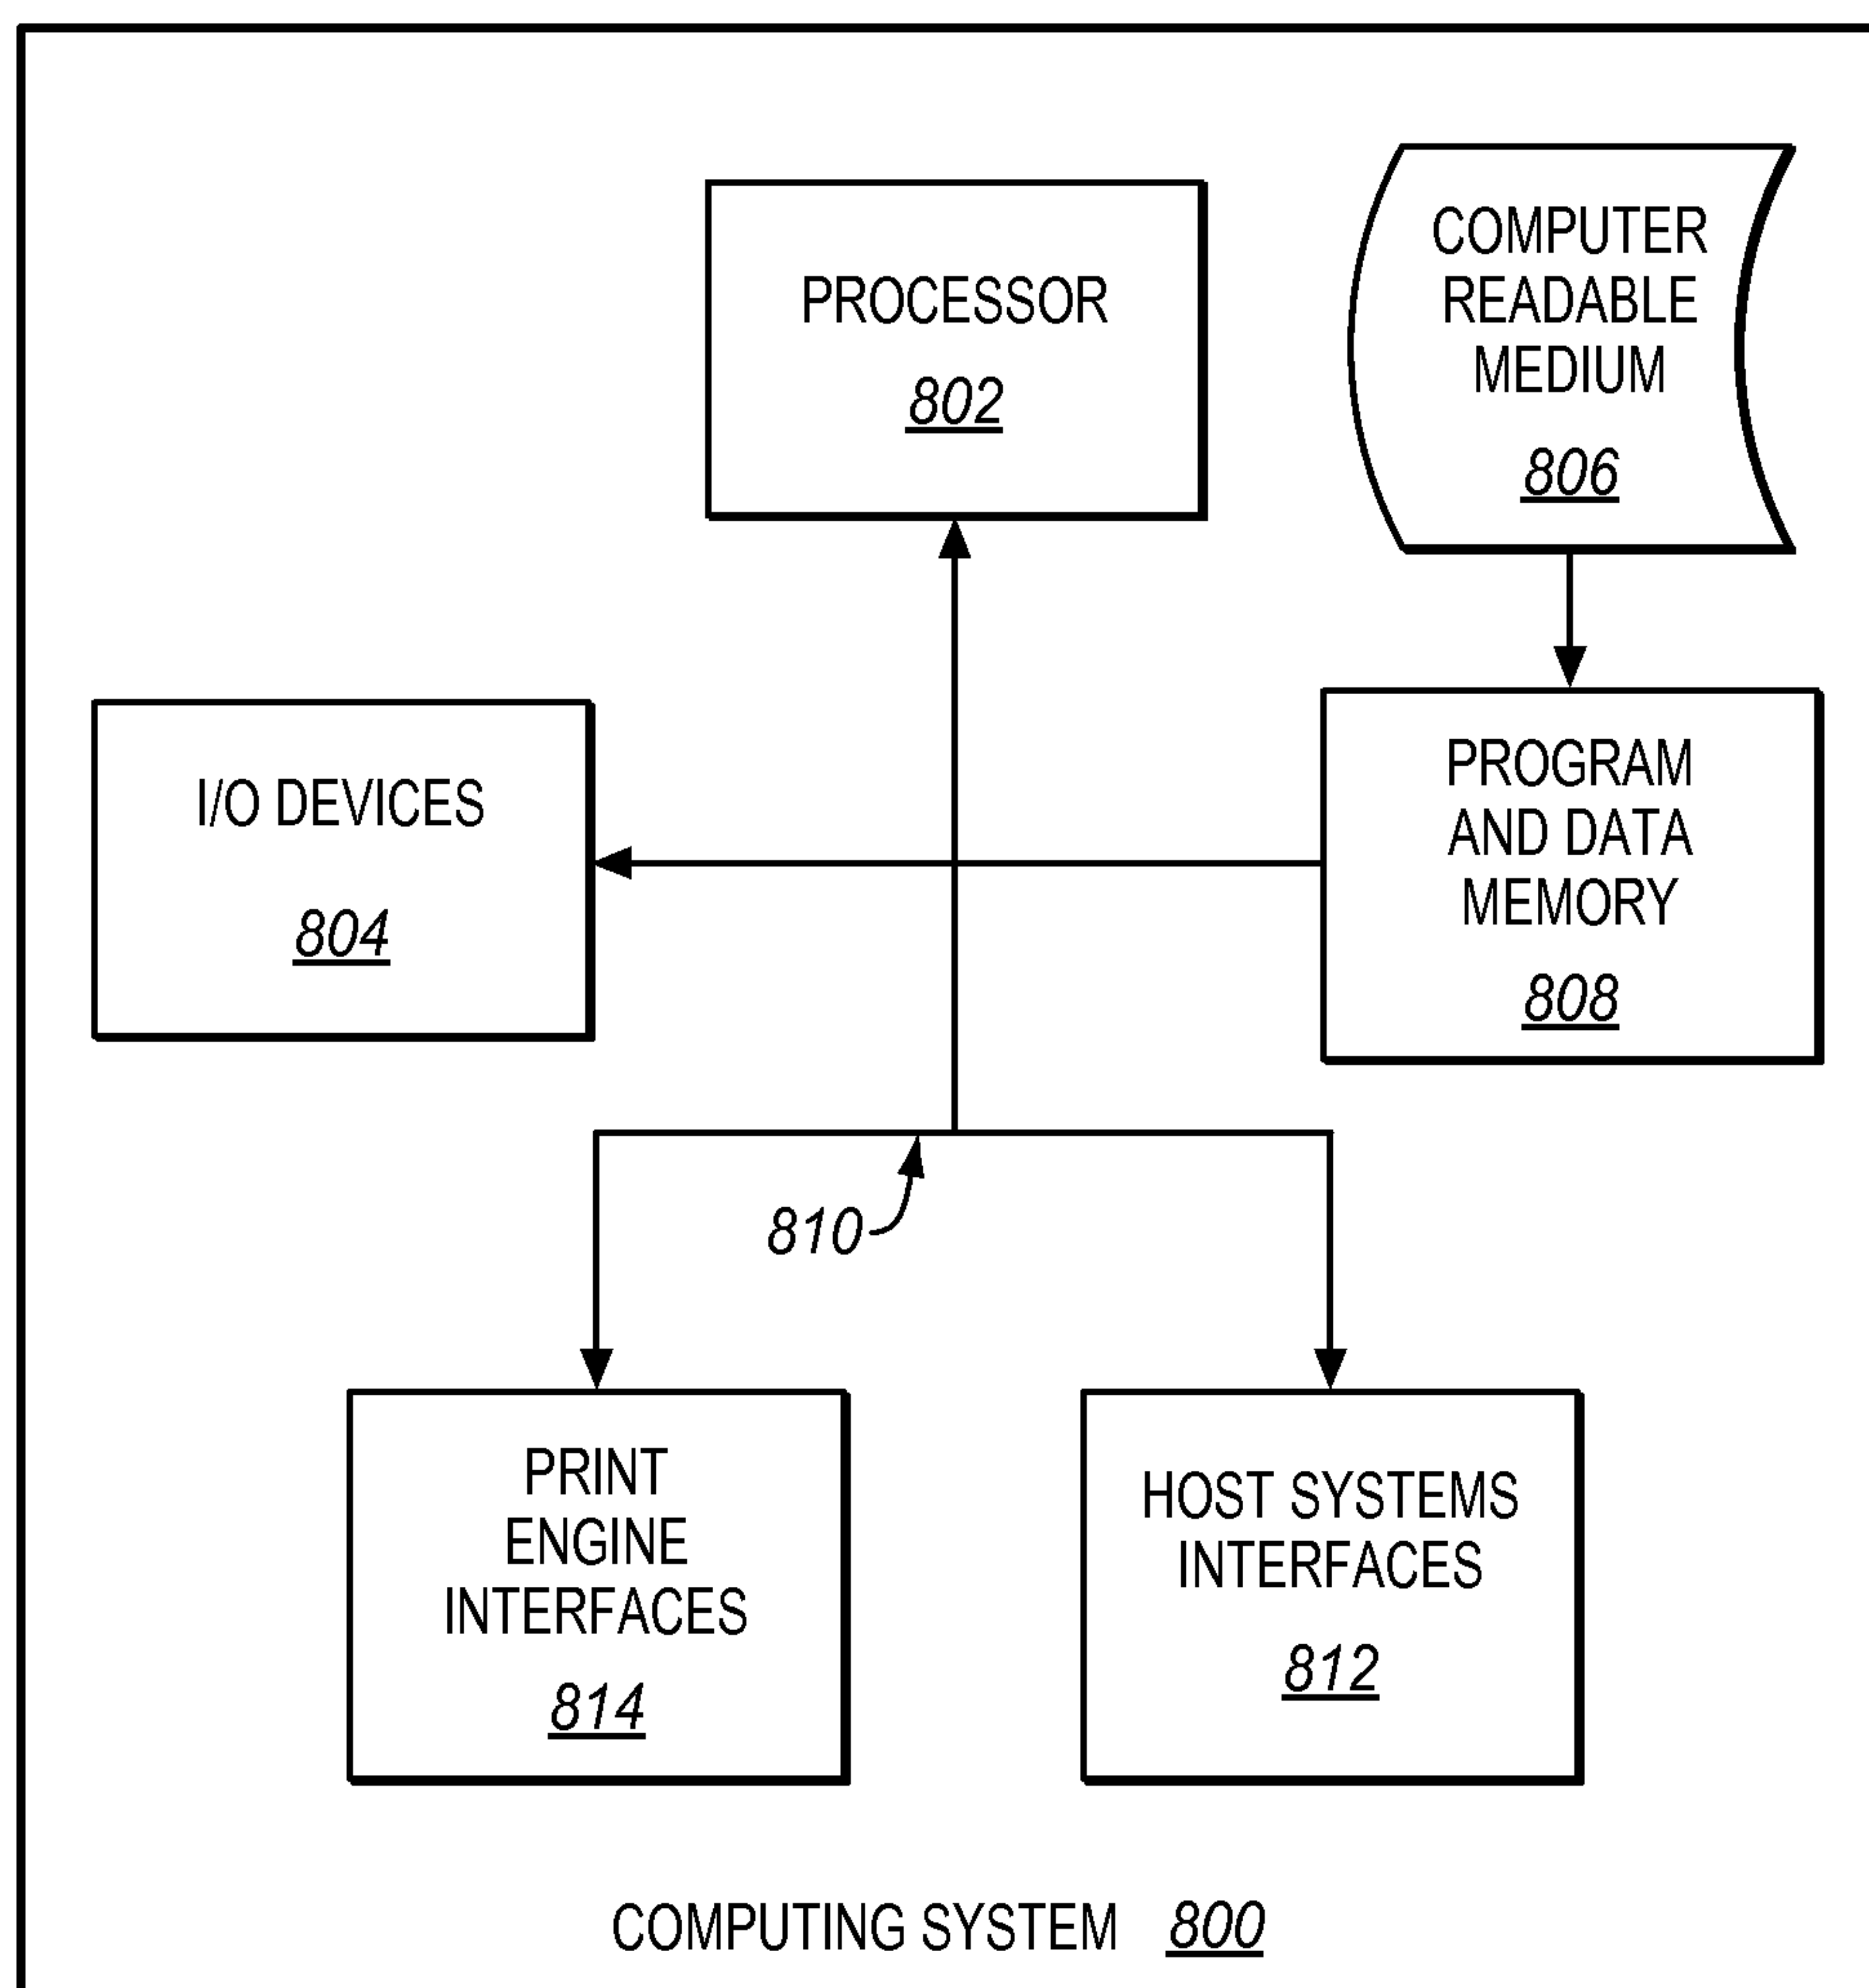 PROCESSOR
802
COMPUTER
READABLE
MEDIUM
806
I/O DEVICES
804
PROGRAM
AND DATA
MEMORY
808
810
PRINT
ENGINE
INTERFACES
814
HOST SYSTEMS
INTERFACES
812
COMPUTING SYSTEM 800